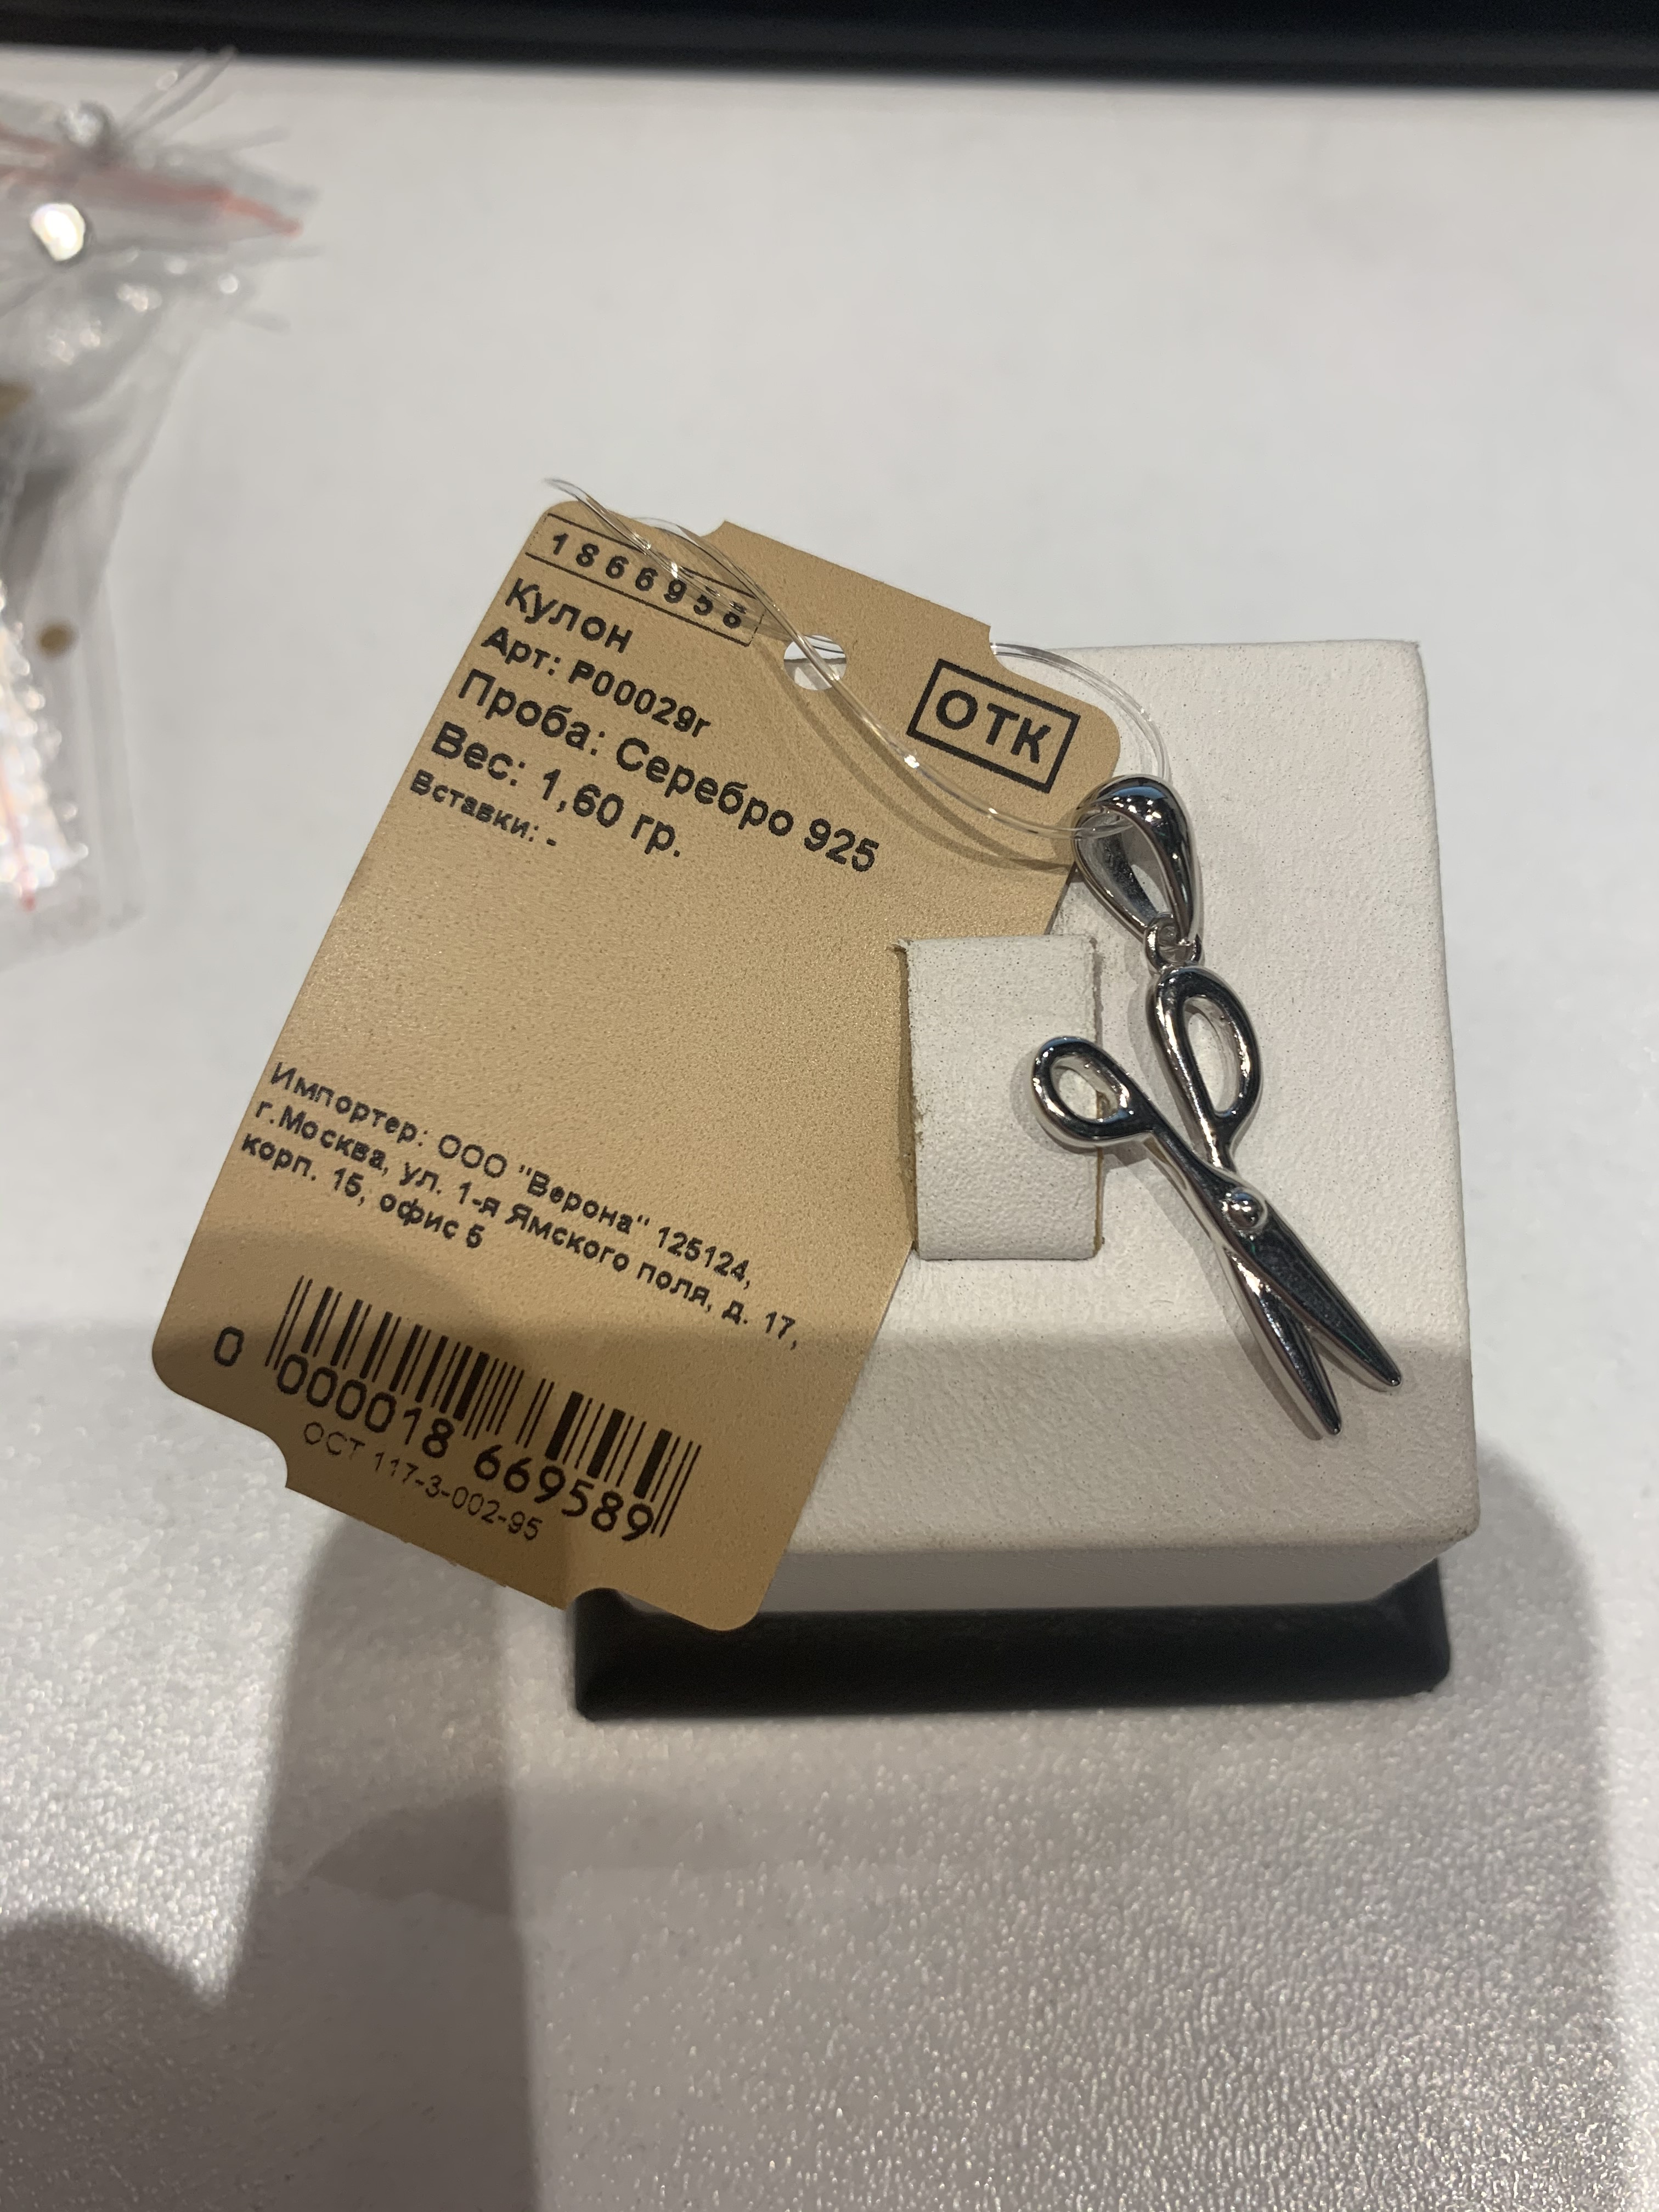 1866958
Кулон
Арт: P00029r
Проба: Серебро 925
Вес: 1,60 гр.
Вставки: -
ОТК
Импортер: ООО "Верона" 125124,
г.Москва, ул. 1-я Ямского поля, д. 17,
корп. 15, офис 5
0 000018 669589
ОСТ 117-3-002-95